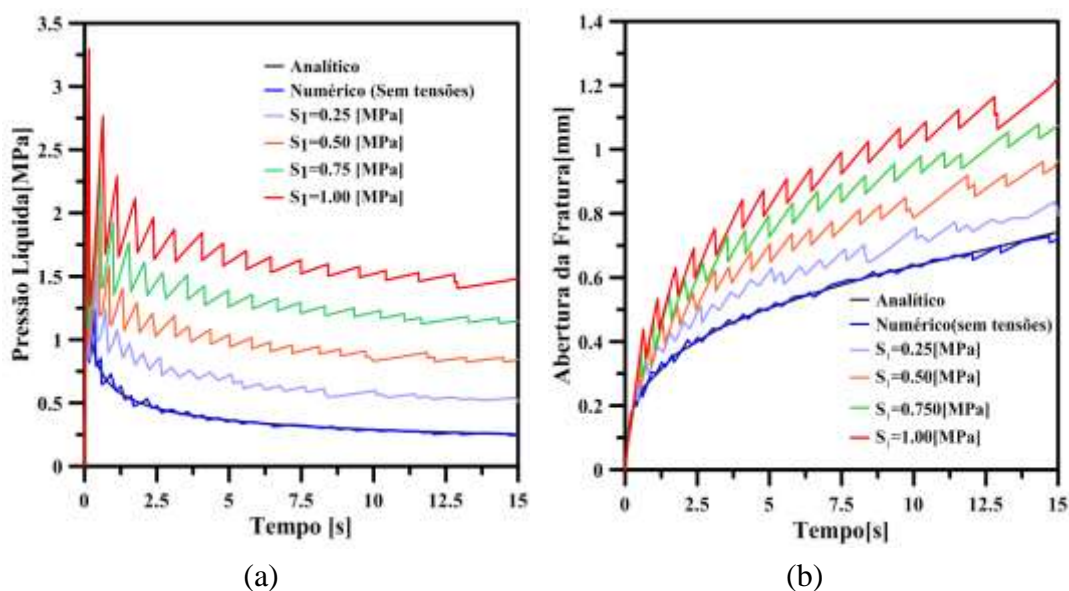 Pressão Liquida[MPa]
3.5
3
2.5
2
1.5
1
0.5
0
Analítico
Numérico (Sem tensões)
S1=0.25 [MPa]
S1=0.50 [MPa]
S1=0.75 [MPa]
S1=1.00 [MPa]
0 2.5 5 7.5 10 12.5 15
Tempo [s]
(a)
Abertura da Fratura[mm]
1.4
1.2
1
0.8
0.6
0.4
0.2
0
Analítico
Numérico(sem tensões)
S₁=0.25[MPa]
S₁=0.50[MPa]
S₁=0.750[MPa]
S₁=1.00[MPa]
0 2.5 5 7.5 10 12.5 15
Tempo[s]
(b)